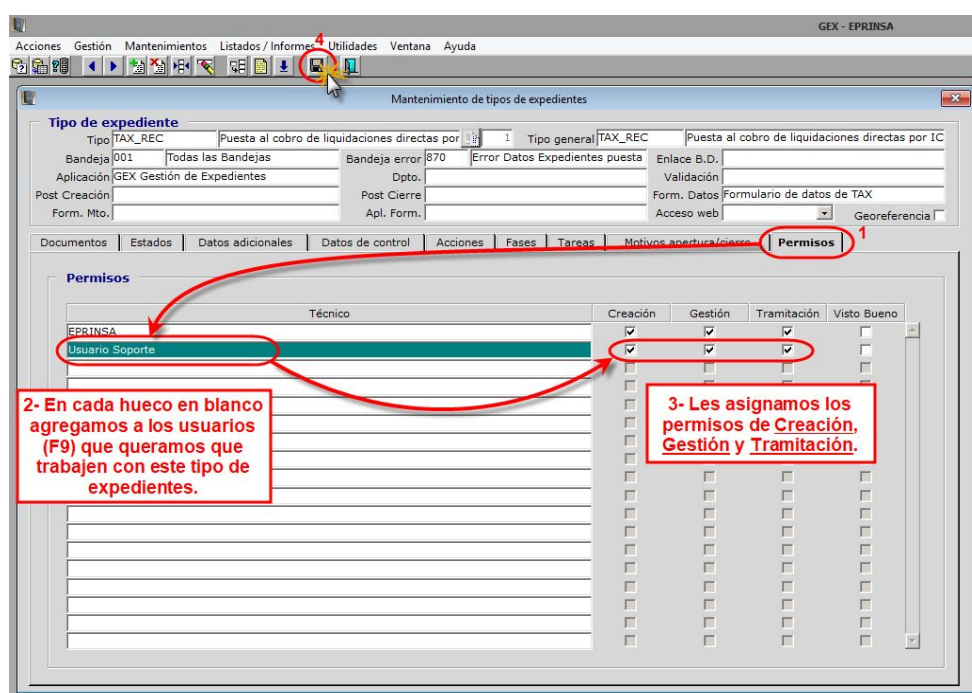 GEX - EPRINSA
Acciones Gestión Mantenimientos Listados / Informes Utilidades Ventana Ayuda
4
Mantenimiento de tipos de expedientes
Tipo de expediente
Tipo TAX_REC Puesta al cobro de liquidaciones directas por 1 Tipo general TAX_REC Puesta al cobro de liquidaciones directas por IC
Bandeja 001 Todas las Bandejas Bandeja error 870 Error Datos Expedientes puesta Enlace B.D.
Aplicación GEX Gestión de Expedientes Dpto. Validación
Post Creación Post Cierre Form. Datos Formulario de datos de TAX
Form. Mto. Apl. Form. Acceso web Georeferencia
Documentos Estados Datos adicionales Datos de control Acciones Fases Tareas Motivos apertura/cierre Permisos 1
Permisos
Técnico Creación Gestión Tramitación Visto Bueno
EPRINSA
Usuario Soporte
2- En cada hueco en blanco
agregamos a los usuarios
(F9) que queramos que
trabajen con este tipo de
expedientes.
3- Les asignamos los
permisos de Creación,
Gestión y Tramitación.